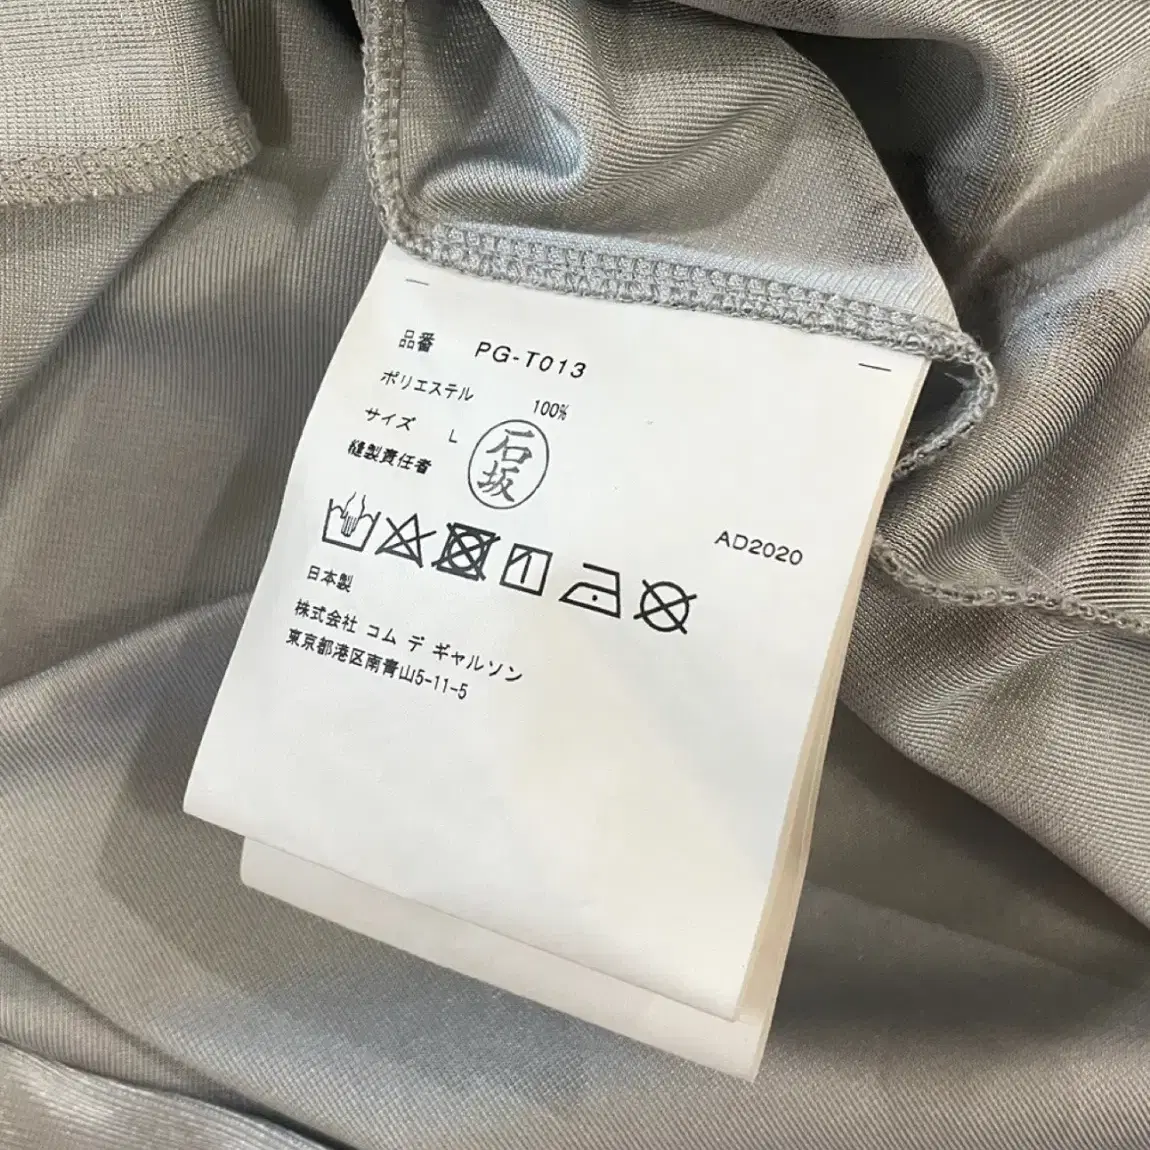 品番 PG-T013
ポリエステル 100%
サイズ L
縫製責任者 石坂
AD2020
日本製
株式会社 コム デ ギャルソン
東京都港区南青山5-11-5